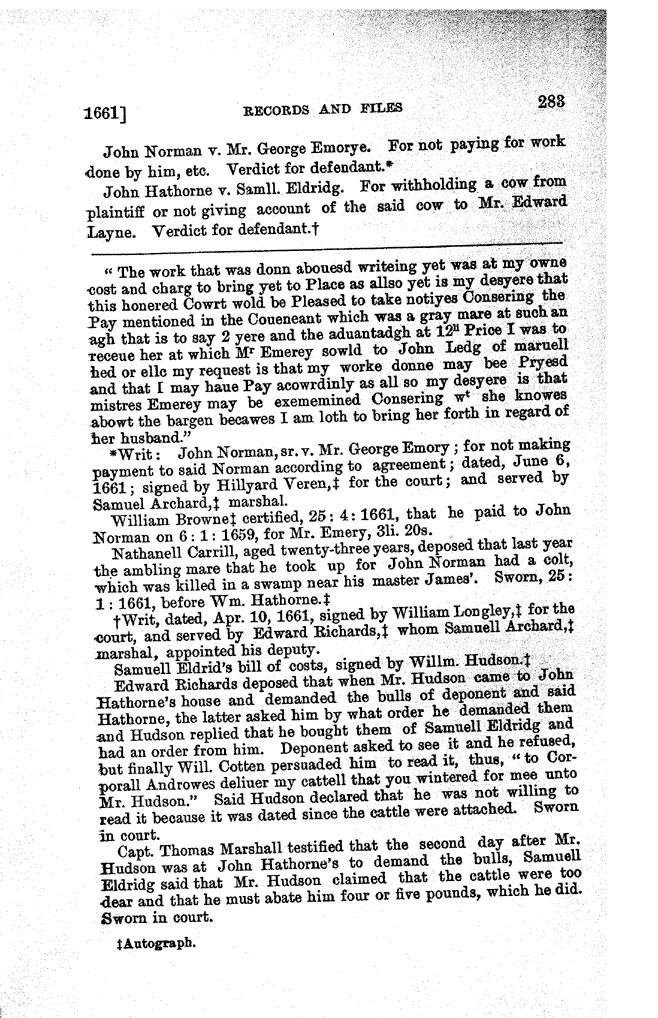 1661] RECORDS AND FILES 283
John Norman v. Mr. George Emorye. For not paying for work
done by him, etc. Verdict for defendant.*
John Hathorne v. Samll. Eldridg. For withholding a cow from
plaintiff or not giving account of the said cow to Mr. Edward
Layne. Verdict for defendant.†
“ The work that was donn abouesd writeing yet was at my owne
cost and charg to bring yet to Place as allso yet is my desyere that
this honered Cowrt wold be Pleased to take notiyes Consering the
Pay mentioned in the Coueneant which was a gray mare at such an
agh that is to say 2 yere and the aduantadgh at 12ˡⁱ Price I was to
receue her at which Mʳ Emerey sowld to John Ledg of maruell
hed or ellc my request is that my worke donne may bee Pryesd
and that I may haue Pay acowrdinly as all so my desyere is that
mistres Emerey may be exememined Consering wᵗ she knowes
abowt the bargen becawes I am loth to bring her forth in regard of
her husband.”
*Writ: John Norman, sr. v. Mr. George Emory ; for not making
payment to said Norman according to agreement ; dated, June 6,
1661 ; signed by Hillyard Veren,‡ for the court ; and served by
Samuel Archard,‡ marshal.
William Browne‡ certified, 25 : 4 : 1661, that he paid to John
Norman on 6 : 1 : 1659, for Mr. Emery, 3li. 20s.
Nathanell Carrill, aged twenty-three years, deposed that last year
the ambling mare that he took up for John Norman had a colt,
which was killed in a swamp near his master James’. Sworn, 25 :
1 : 1661, before Wm. Hathorne.‡
†Writ, dated, Apr. 10, 1661, signed by William Longley,‡ for the
court, and served by Edward Richards,‡ whom Samuell Archard,‡
marshal, appointed his deputy.
Samuell Eldrid’s bill of costs, signed by Willm. Hudson.‡
Edward Richards deposed that when Mr. Hudson came to John
Hathorne’s house and demanded the bulls of deponent and said
Hathorne, the latter asked him by what order he demanded them
and Hudson replied that he bought them of Samuell Eldridg and
had an order from him. Deponent asked to see it and he refused,
but finally Will. Cotten persuaded him to read it, thus, “ to Cor-
porall Androwes deliuer my cattell that you wintered for mee unto
Mr. Hudson.” Said Hudson declared that he was not willing to
read it because it was dated since the cattle were attached. Sworn
in court.
Capt. Thomas Marshall testified that the second day after Mr.
Hudson was at John Hathorne’s to demand the bulls, Samuell
Eldridg said that Mr. Hudson claimed that the cattle were too
dear and that he must abate him four or five pounds, which he did.
Sworn in court.
‡Autograph.